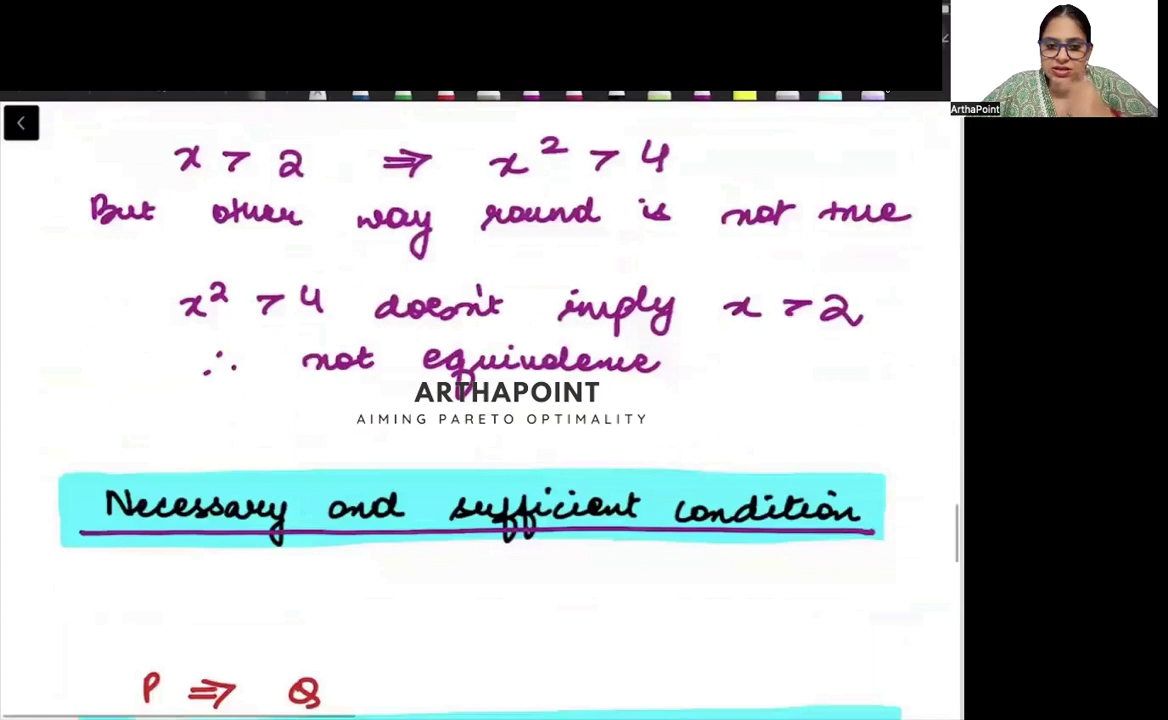 x > 2 ⇒ x² > 4
But other way round is not true
x² > 4 doesn't imply x > 2
∴ not equivalence
ARTHAPOINT
AIMING PARETO OPTIMALITY
Necessary and sufficient condition
P ⇒ Q
ArthaPoint